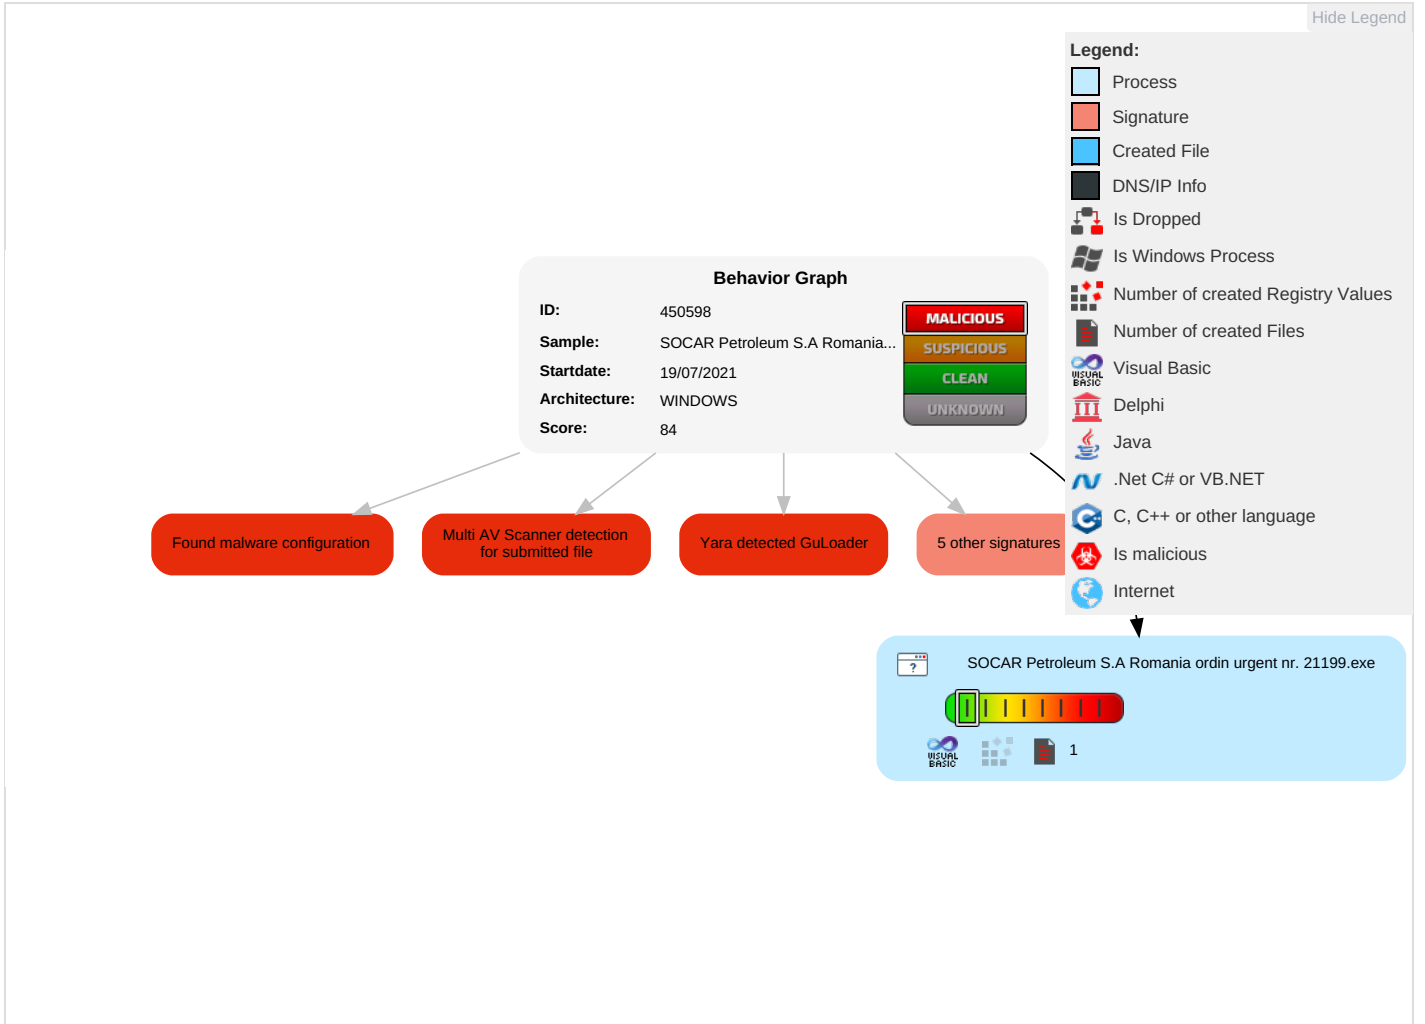 Hide Legend
Legend:
Process
Signature
Created File
DNS/IP Info
Is Dropped
Is Windows Process
Number of created Registry Values
Number of created Files
VISUAL
BASIC
Visual Basic
Delphi
Java
.Net C# or VB.NET
C, C++ or other language
Is malicious
Internet
Behavior Graph
ID: 450598
Sample: SOCAR Petroleum S.A Romania...
Startdate: 19/07/2021
Architecture: WINDOWS
Score: 84
MALICIOUS
SUSPICIOUS
CLEAN
UNKNOWN
Found malware configuration
Multi AV Scanner detection
for submitted file
Yara detected GuLoader
5 other signatures
SOCAR Petroleum S.A Romania ordin urgent nr. 21199.exe
VISUAL
BASIC
1